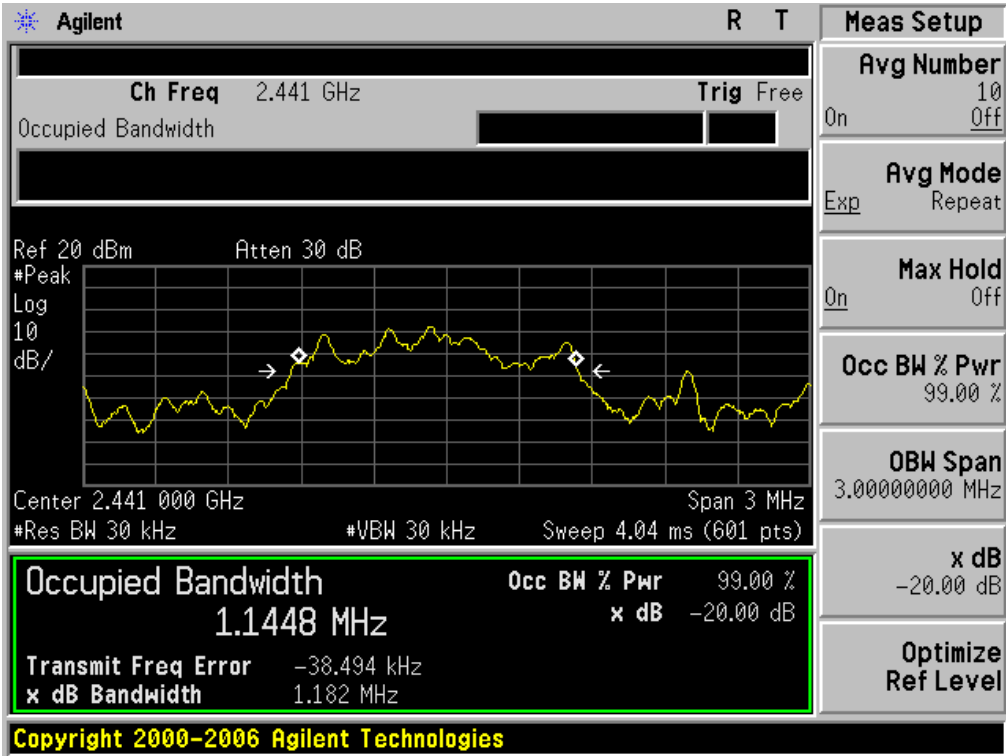 Agilent R T
Ch Freq 2.441 GHz Trig Free
Occupied Bandwidth
Ref 20 dBm Atten 30 dB
#Peak
Log
10
dB/
Center 2.441 000 GHz Span 3 MHz
#Res BW 30 kHz #VBW 30 kHz Sweep 4.04 ms (601 pts)
Occupied Bandwidth Occ BW % Pwr 99.00 %
1.1448 MHz x dB -20.00 dB
Transmit Freq Error -38.494 kHz
x dB Bandwidth 1.182 MHz
Copyright 2000-2006 Agilent Technologies
Meas Setup
Avg Number
10
On Off
Avg Mode
Exp Repeat
Max Hold
On Off
Occ BW % Pwr
99.00 %
OBW Span
3.00000000 MHz
x dB
-20.00 dB
Optimize
Ref Level